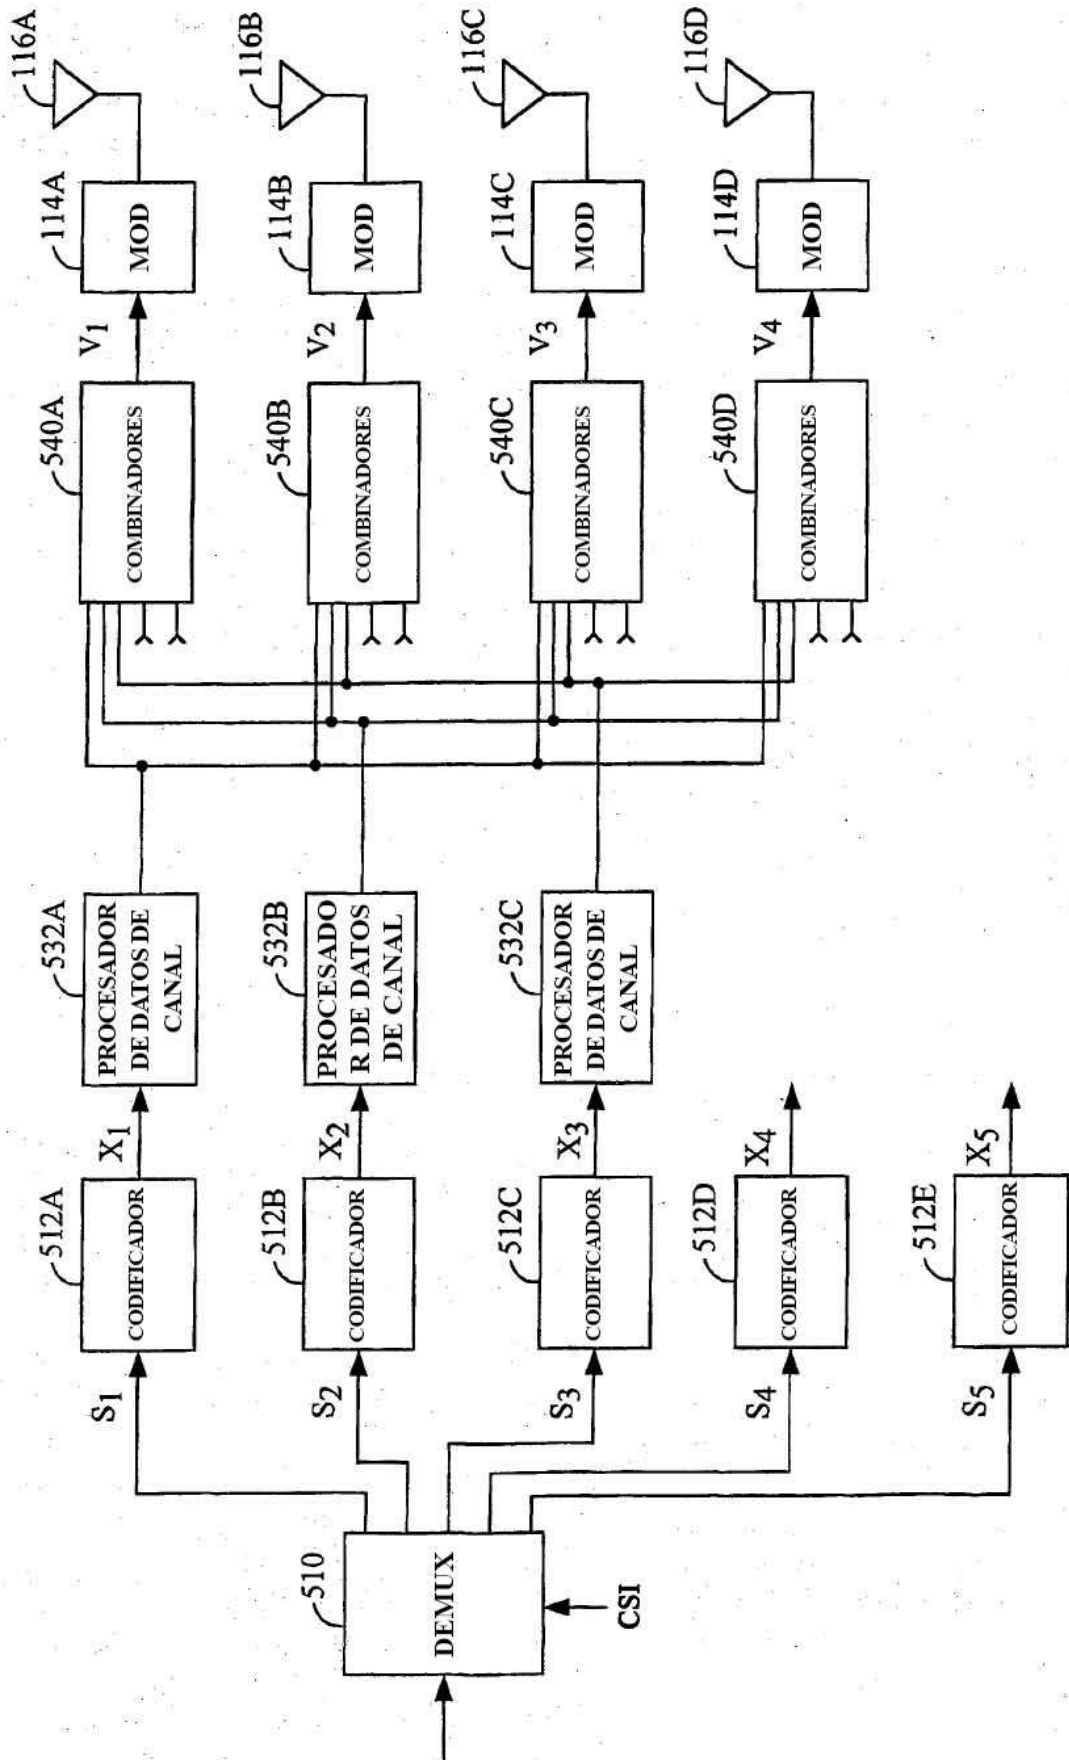 510
DEMUX
CSI
S1
512A
CODIFICADOR
X1
532A
PROCESADOR
DE DATOS DE
CANAL
540A
COMBINADORES
V1
114A
MOD
116A
S2
512B
CODIFICADOR
X2
532B
PROCESADO
R DE DATOS
DE CANAL
540B
COMBINADORES
V2
114B
MOD
116B
S3
512C
CODIFICADOR
X3
532C
PROCESADOR
DE DATOS DE
CANAL
540C
COMBINADORES
V3
114C
MOD
116C
S4
512D
CODIFICADOR
X4
540D
COMBINADORES
V4
114D
MOD
116D
S5
512E
CODIFICADOR
X5